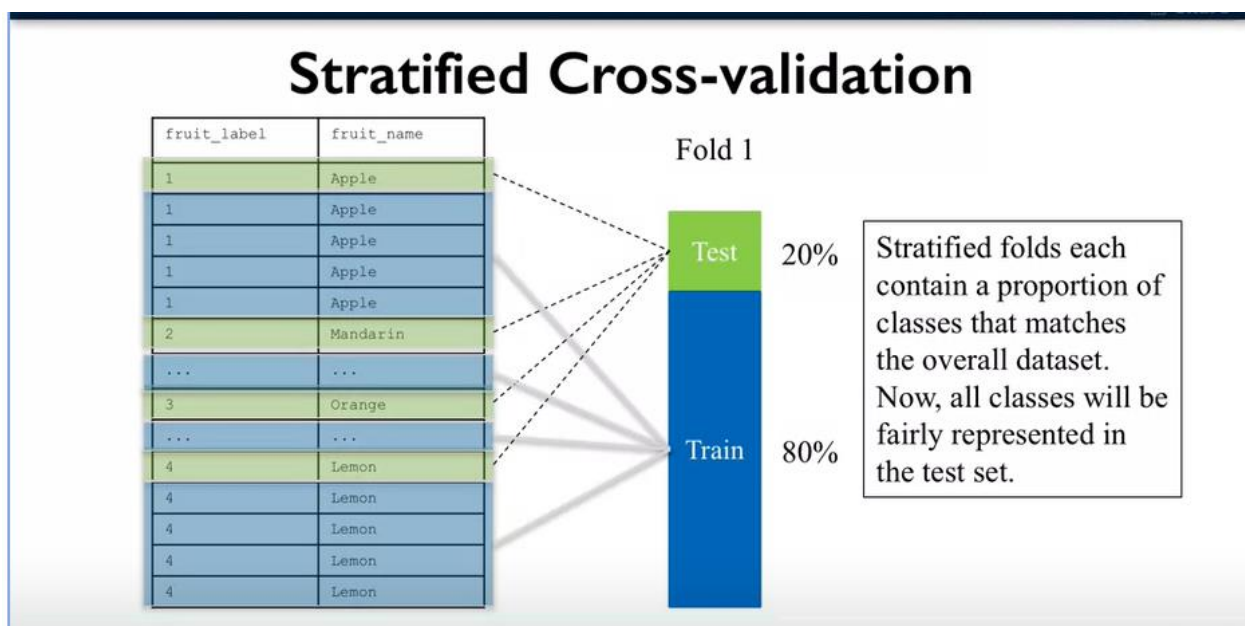 Stratified Cross-validation
fruit_label fruit_name
1 Apple
1 Apple
1 Apple
1 Apple
1 Apple
2 Mandarin
... ...
3 Orange
... ...
4 Lemon
4 Lemon
4 Lemon
4 Lemon
4 Lemon
Fold 1
Test 20%
Train 80%
Stratified folds each
contain a proportion of
classes that matches
the overall dataset.
Now, all classes will be
fairly represented in
the test set.